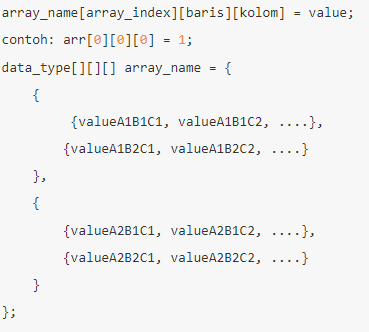 array_name[array_index][baris][kolom] = value;
contoh: arr[0][0][0] = 1;
data_type[][][] array_name = {
{
{valueA1B1C1, valueA1B1C2, ....},
{valueA1B2C1, valueA1B2C2, ....}
},
{
{valueA2B1C1, valueA2B1C2, ....},
{valueA2B2C1, valueA2B2C2, ....}
}
};